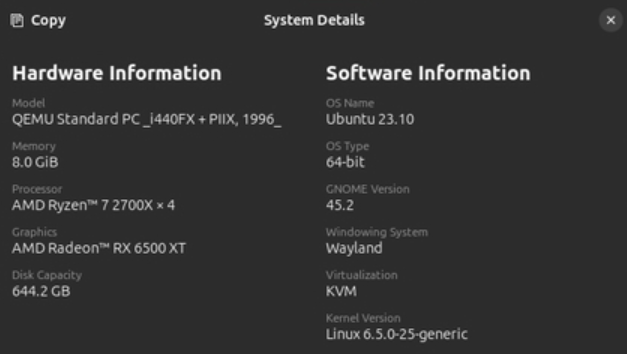 Copy
System Details
Hardware Information
Model
QEMU Standard PC _i440FX + PIIX, 1996_
Memory
8.0 GiB
Processor
AMD Ryzen™ 7 2700X × 4
Graphics
AMD Radeon™ RX 6500 XT
Disk Capacity
644.2 GB
Software Information
OS Name
Ubuntu 23.10
OS Type
64-bit
GNOME Version
45.2
Windowing System
Wayland
Virtualization
KVM
Kernel Version
Linux 6.5.0-25-generic